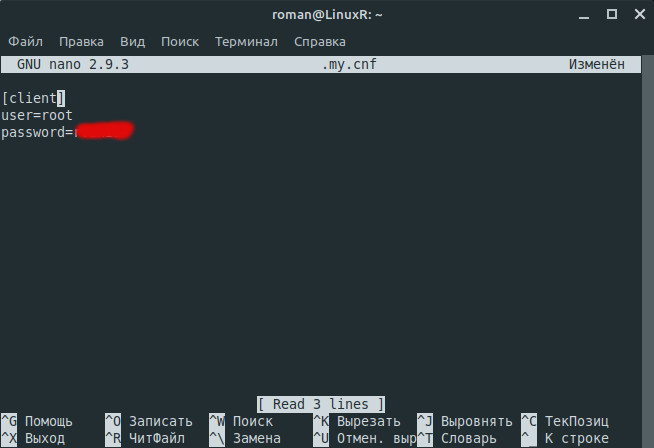 roman@LinuxR: ~
Файл Правка Вид Поиск Терминал Справка
GNU nano 2.9.3 .my.cnf Изменён
[client]
user=root
password=
[ Read 3 lines ]
^G Помощь ^O Записать ^W Поиск ^K Вырезать ^J Выровнять ^C ТекПозиц
^X Выход ^R ЧитФайл ^\ Замена ^U Отмен. выр^T Словарь ^_ К строке